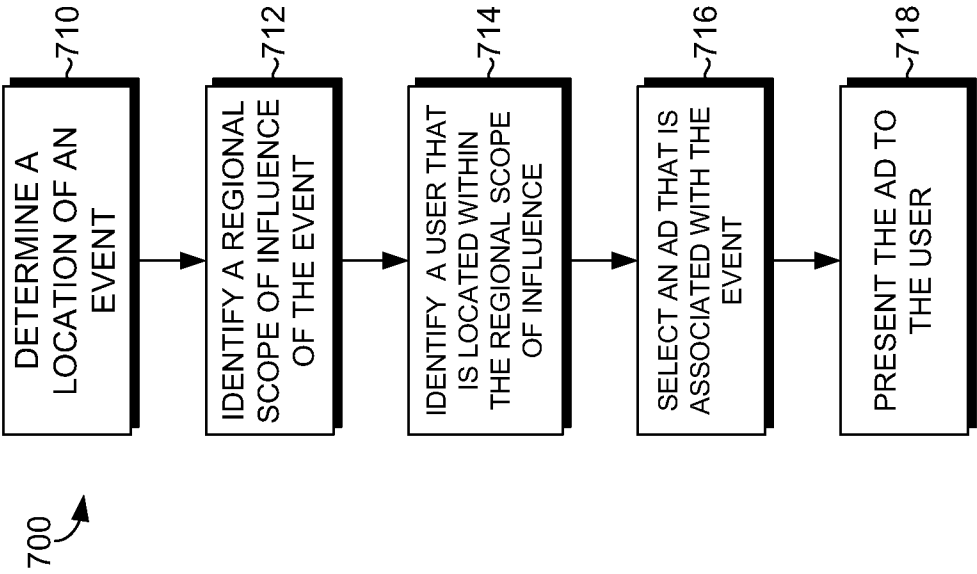 700
710
DETERMINE A
LOCATION OF AN
EVENT
712
IDENTIFY A REGIONAL
SCOPE OF INFLUENCE
OF THE EVENT
714
IDENTIFY A USER THAT
IS LOCATED WITHIN
THE REGIONAL SCOPE
OF INFLUENCE
716
SELECT AN AD THAT IS
ASSOCIATED WITH THE
EVENT
718
PRESENT THE AD TO
THE USER